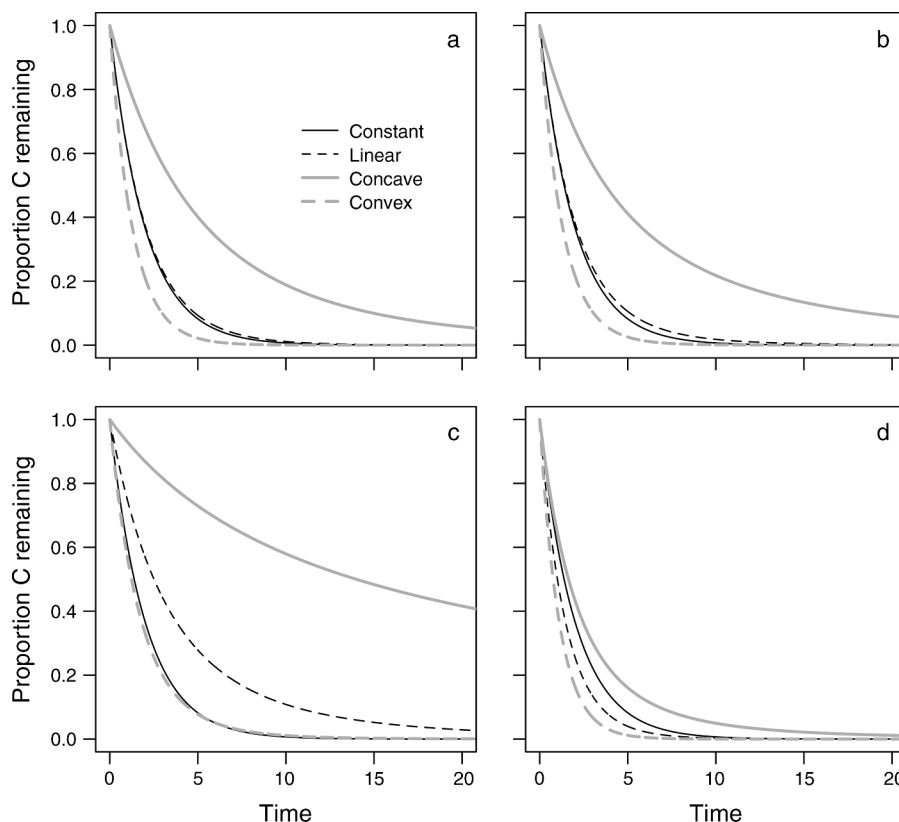 a
b
1.0
0.8
0.6
0.4
0.2
0.0
Proportion C remaining
Constant
Linear
Concave
Convex
1.0
0.8
0.6
0.4
0.2
0.0
Proportion C remaining
c
d
0 5 10 15 20
0 5 10 15 20
Time
Time